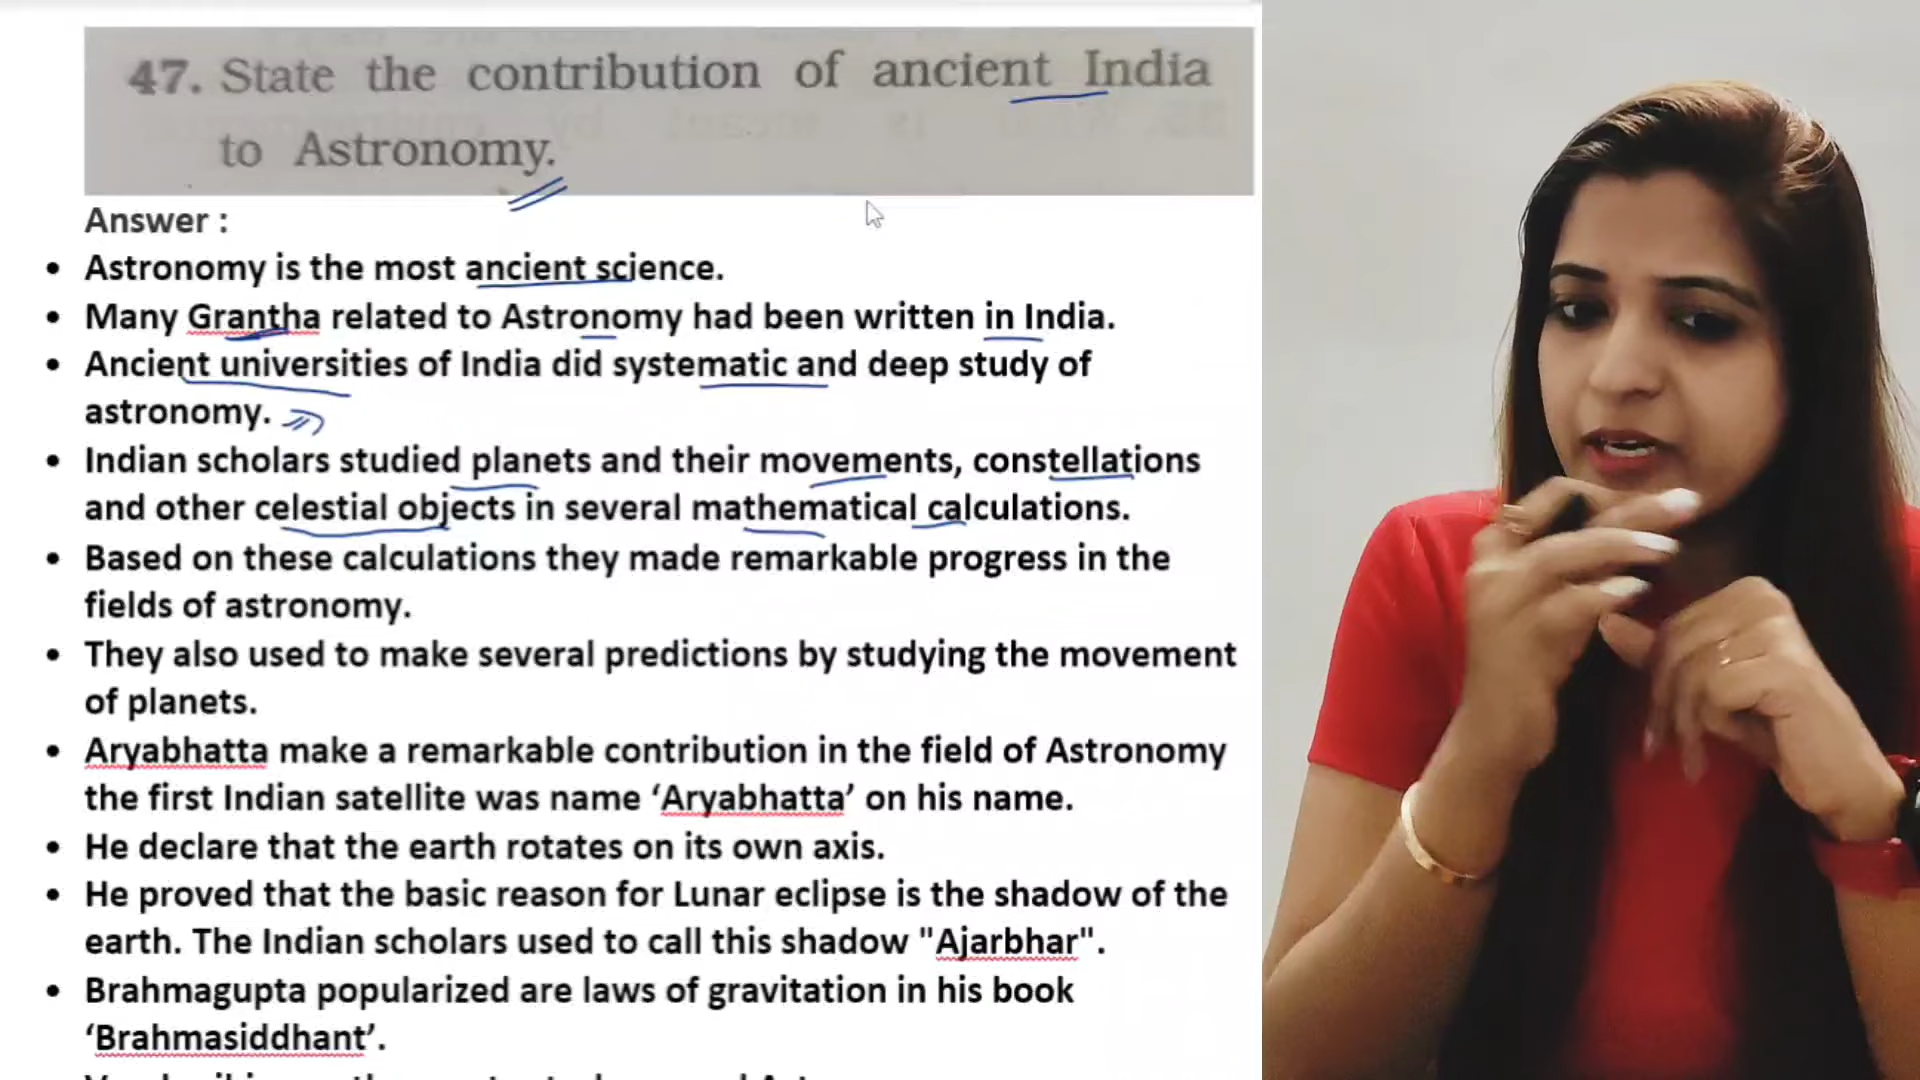 47. State the contribution of ancient India
to Astronomy.
Answer :
• Astronomy is the most ancient science.
• Many Grantha related to Astronomy had been written in India.
• Ancient universities of India did systematic and deep study of
astronomy.
• Indian scholars studied planets and their movements, constellations
and other celestial objects in several mathematical calculations.
• Based on these calculations they made remarkable progress in the
fields of astronomy.
• They also used to make several predictions by studying the movement
of planets.
• Aryabhatta make a remarkable contribution in the field of Astronomy
the first Indian satellite was name ‘Aryabhatta’ on his name.
• He declare that the earth rotates on its own axis.
• He proved that the basic reason for Lunar eclipse is the shadow of the
earth. The Indian scholars used to call this shadow "Ajarbhar".
• Brahmagupta popularized are laws of gravitation in his book
‘Brahmasiddhant’.